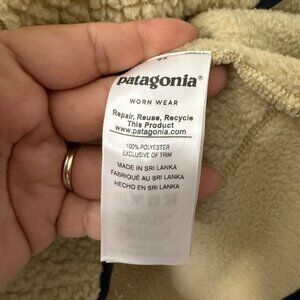 patagonia®
WORN WEAR
Repair, Reuse, Recycle
This Product
www.patagonia.com
100% POLYESTER
EXCLUSIVE OF TRIM
MADE IN SRI LANKA
FABRIQUÉ AU SRI LANKA
HECHO EN SRI LANKA